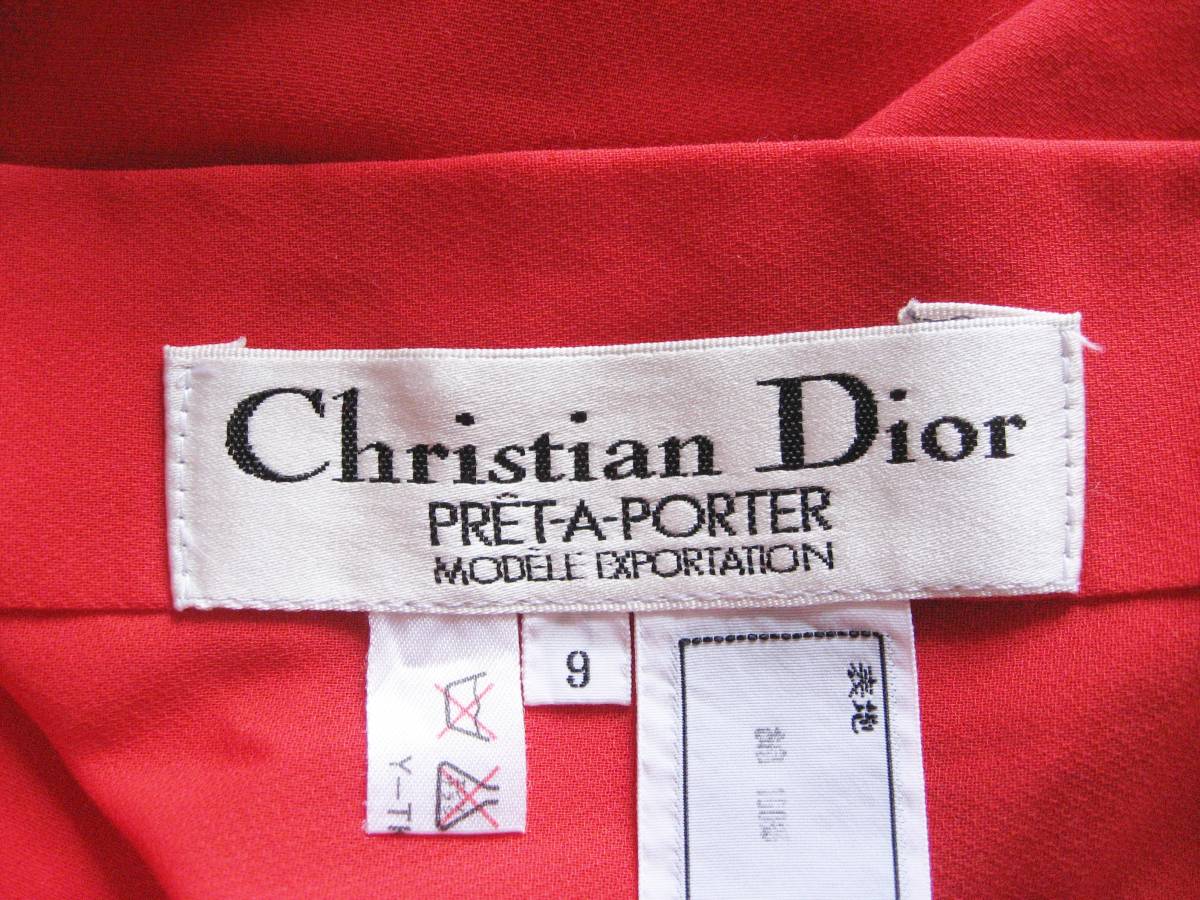 Christian Dior
PRÊT-A-PORTER
MODÈLE EXPORTATION
9
表地